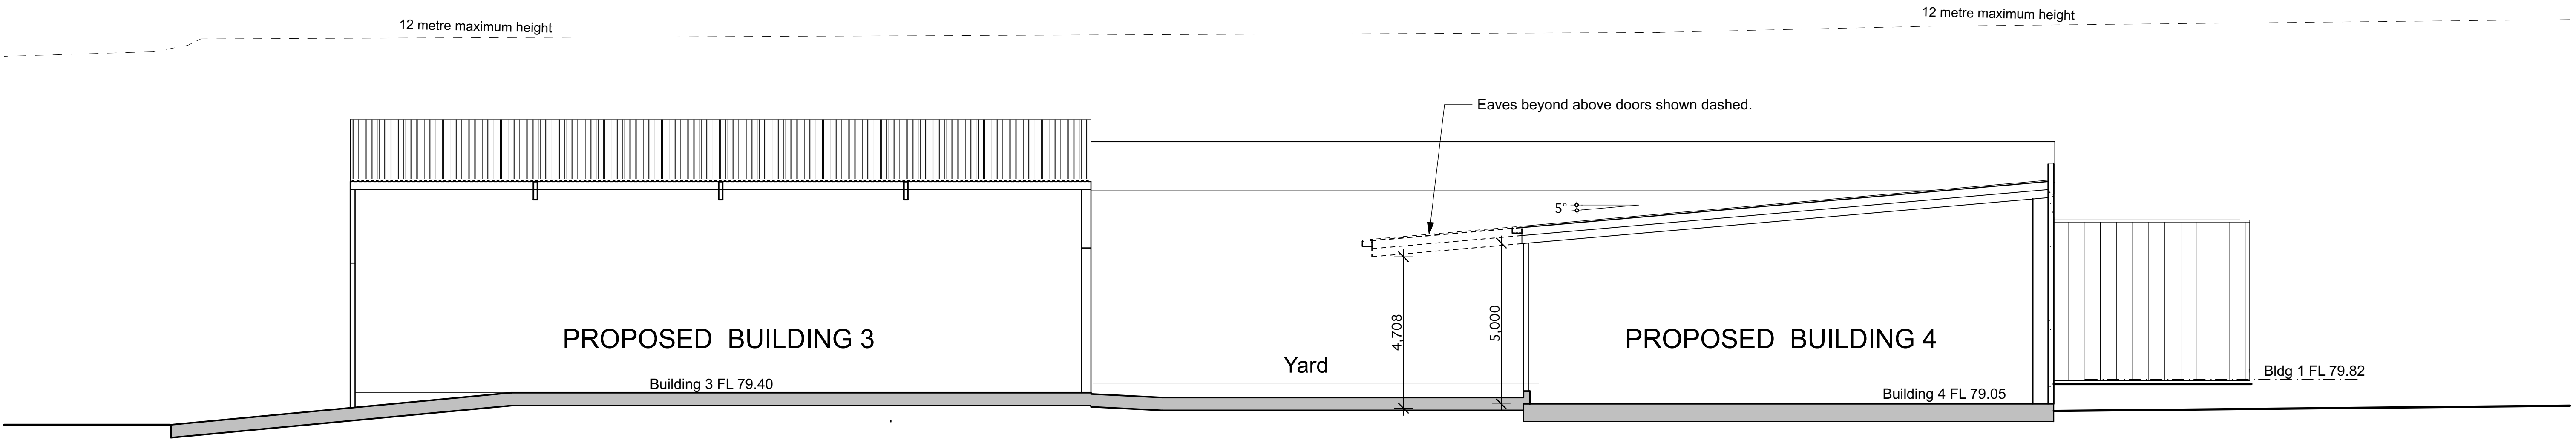 12 metre maximum height
12 metre maximum height
Eaves beyond above doors shown dashed.
5°
4,708
5,000
PROPOSED BUILDING 3
PROPOSED BUILDING 4
Yard
Bldg 1 FL 79.82
Building 3 FL 79.40
Building 4 FL 79.05